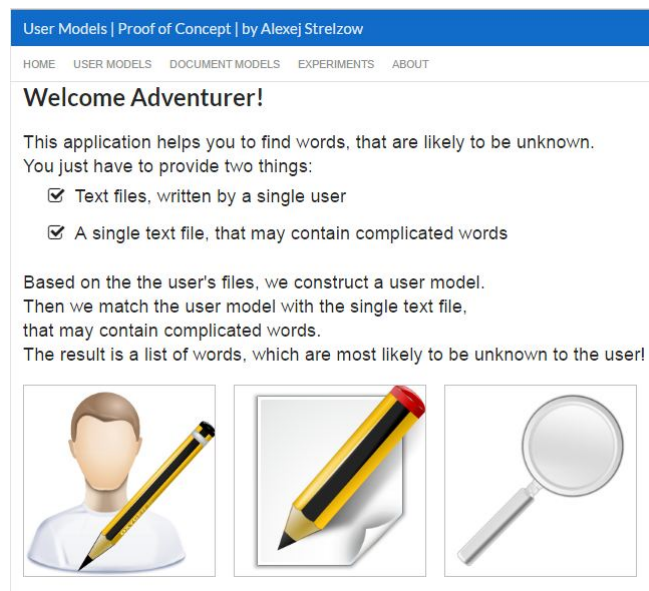 User Models | Proof of Concept | by Alexej Strelzow
HOME USER MODELS DOCUMENT MODELS EXPERIMENTS ABOUT
Welcome Adventurer!
This application helps you to find words, that are likely to be unknown.
You just have to provide two things:
Text files, written by a single user
A single text file, that may contain complicated words
Based on the the user's files, we construct a user model.
Then we match the user model with the single text file,
that may contain complicated words.
The result is a list of words, which are most likely to be unknown to the user!